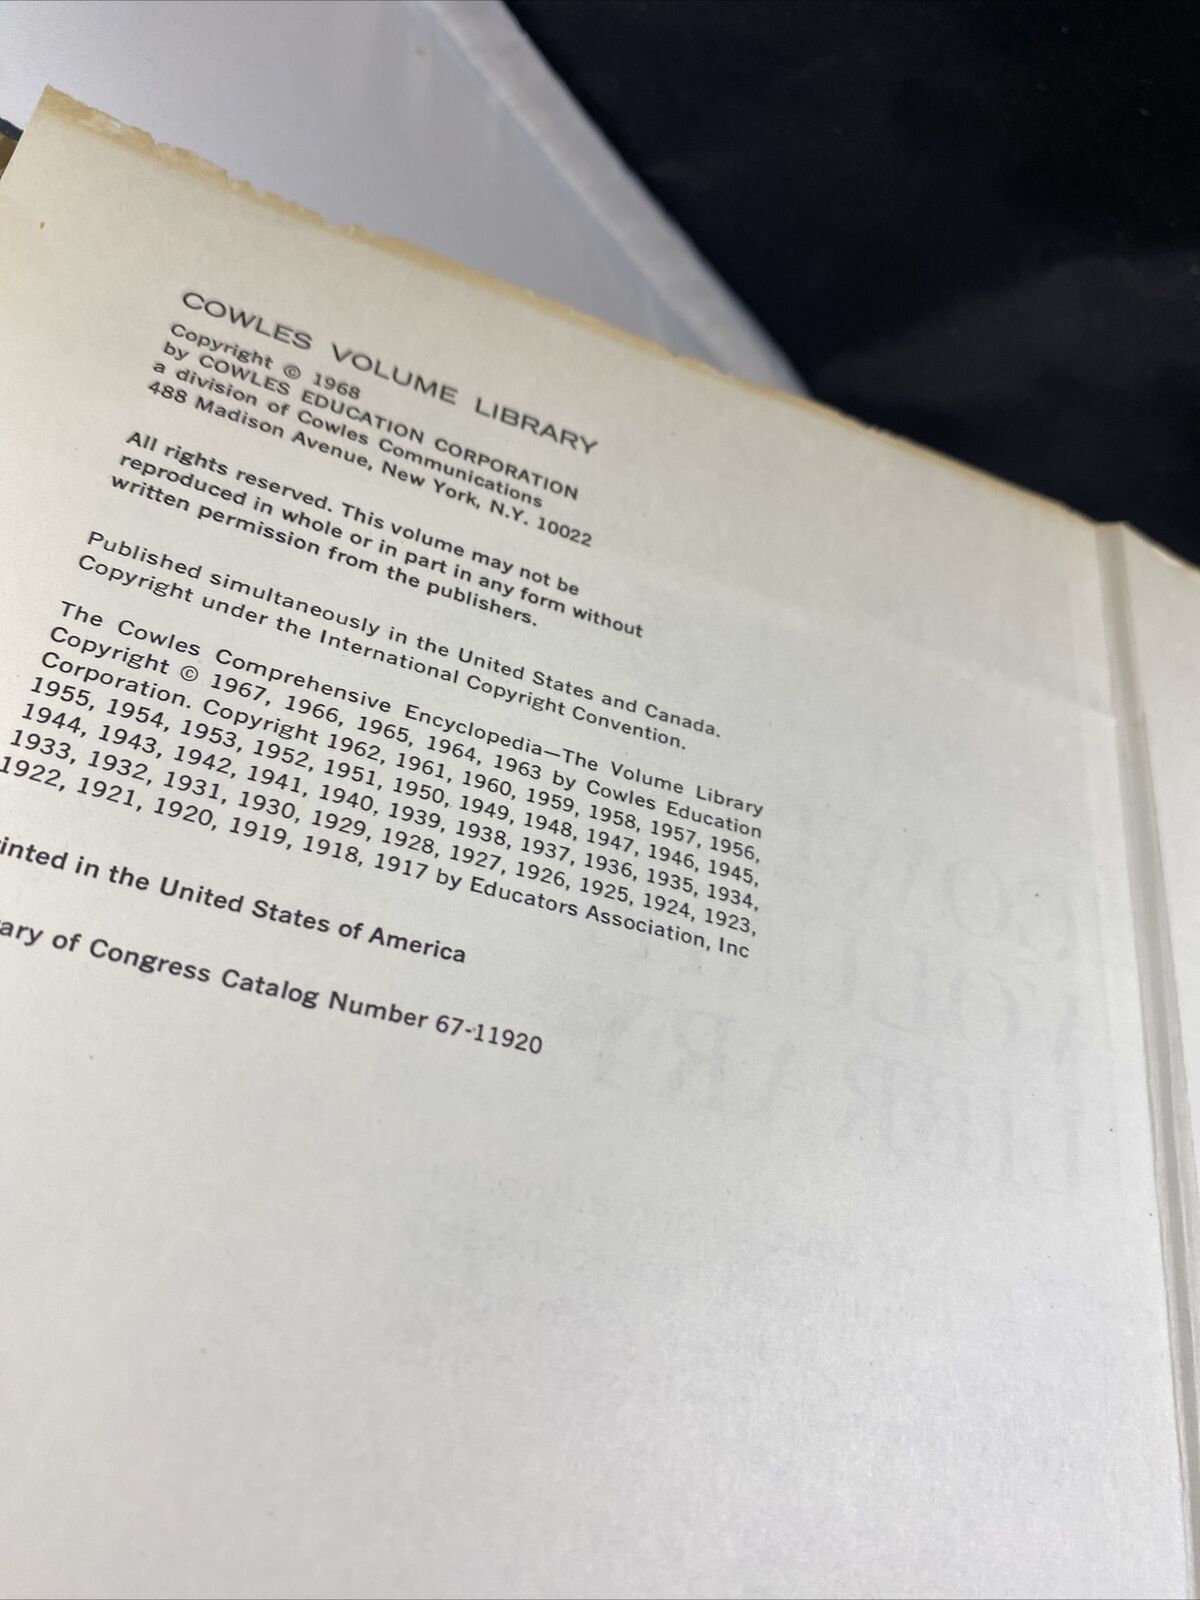 COWLES VOLUME LIBRARY
Copyright © 1968
by COWLES EDUCATION CORPORATION
a division of Cowles Communications
488 Madison Avenue, New York, N.Y. 10022
All rights reserved. This volume may not be
reproduced in whole or in part in any form without
written permission from the publishers.
Published simultaneously in the United States and Canada.
Copyright under the International Copyright Convention.
The Cowles Comprehensive Encyclopedia—The Volume Library
Copyright © 1967, 1966, 1965, 1964, 1963 by Cowles Education
Corporation. Copyright 1962, 1961, 1960, 1959, 1958, 1957, 1956,
1955, 1954, 1953, 1952, 1951, 1950, 1949, 1948, 1947, 1946, 1945,
1944, 1943, 1942, 1941, 1940, 1939, 1938, 1937, 1936, 1935, 1934,
1933, 1932, 1931, 1930, 1929, 1928, 1927, 1926, 1925, 1924, 1923,
1922, 1921, 1920, 1919, 1918, 1917 by Educators Association, Inc
inted in the United States of America
ary of Congress Catalog Number 67-11920